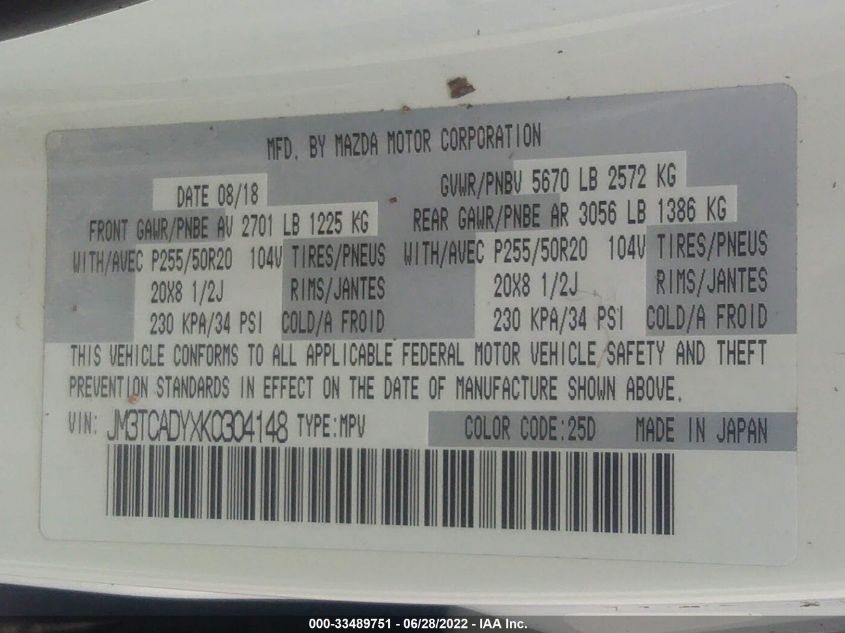 MFD. BY MAZDA MOTOR CORPORATION
DATE 08/18 GVWR/PNBV 5670 LB 2572 KG
FRONT GAWR/PNBE AV 2701 LB 1225 KG REAR GAWR/PNBE AR 3056 LB 1386 KG
WITH/AVEC P255/50R20 104V TIRES/PNEUS WITH/AVEC P255/50R20 104V TIRES/PNEUS
20X8 1/2J RIMS/JANTES 20X8 1/2J RIMS/JANTES
230 KPA/34 PSI COLD/A FROID 230 KPA/34 PSI COLD/A FROID
THIS VEHICLE CONFORMS TO ALL APPLICABLE FEDERAL MOTOR VEHICLE SAFETY AND THEFT
PREVENTION STANDARDS IN EFFECT ON THE DATE OF MANUFACTURE SHOWN ABOVE.
VIN: JM3TCADYXK0304148 TYPE:MPV COLOR CODE:25D MADE IN JAPAN
000-33489751 - 06/28/2022 - IAA Inc.